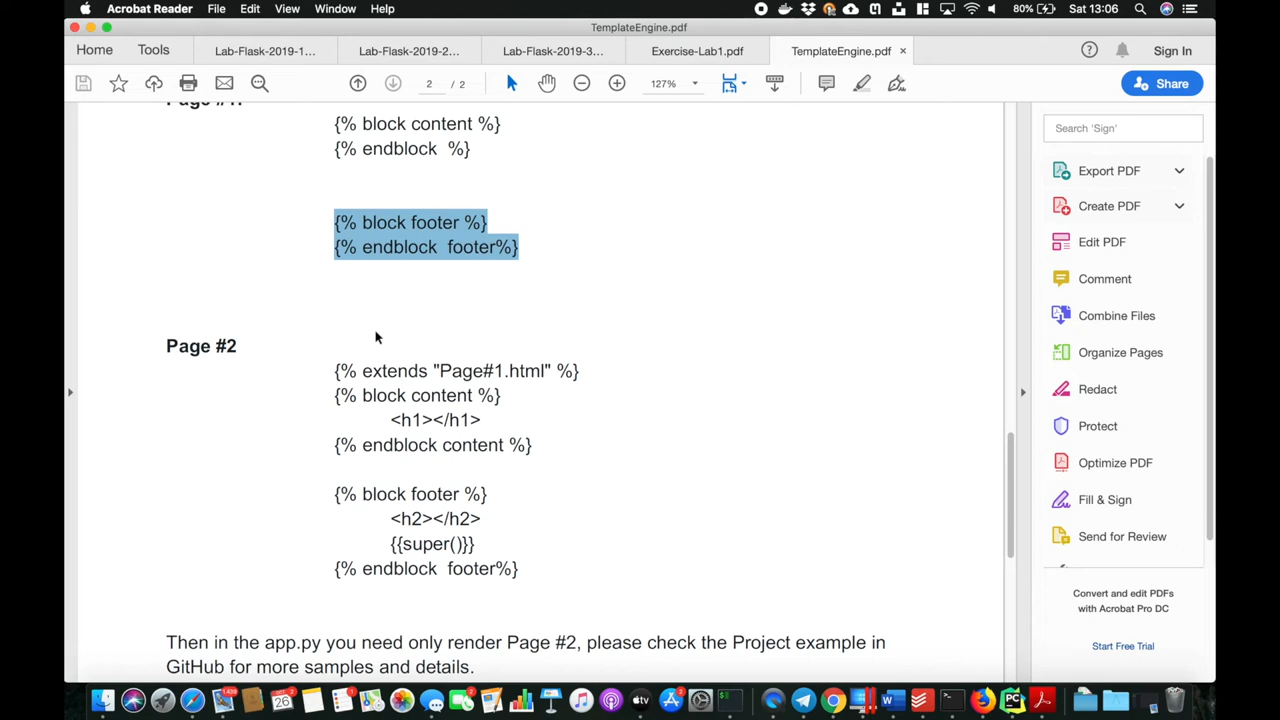 Acrobat Reader File Edit View Window Help 80% Sat 13:06
TemplateEngine.pdf
Home Tools Lab-Flask-2019-1... Lab-Flask-2019-2... Lab-Flask-2019-3... Exercise-Lab1.pdf TemplateEngine.pdf × Sign In
2 / 2 127% Share
Page #1:
{% block content %}
{% endblock  %}
{% block footer %}
{% endblock  footer%}
Page #2
{% extends "Page#1.html" %}
{% block content %}
<h1></h1>
{% endblock content %}
{% block footer %}
<h2></h2>
{{super()}}
{% endblock  footer%}
Then in the app.py you need only render Page #2, please check the Project example in
GitHub for more samples and details.
Search 'Sign'
Export PDF
Create PDF
Edit PDF
Comment
Combine Files
Organize Pages
Redact
Protect
Optimize PDF
Fill & Sign
Send for Review
Convert and edit PDFs
with Acrobat Pro DC
Start Free Trial